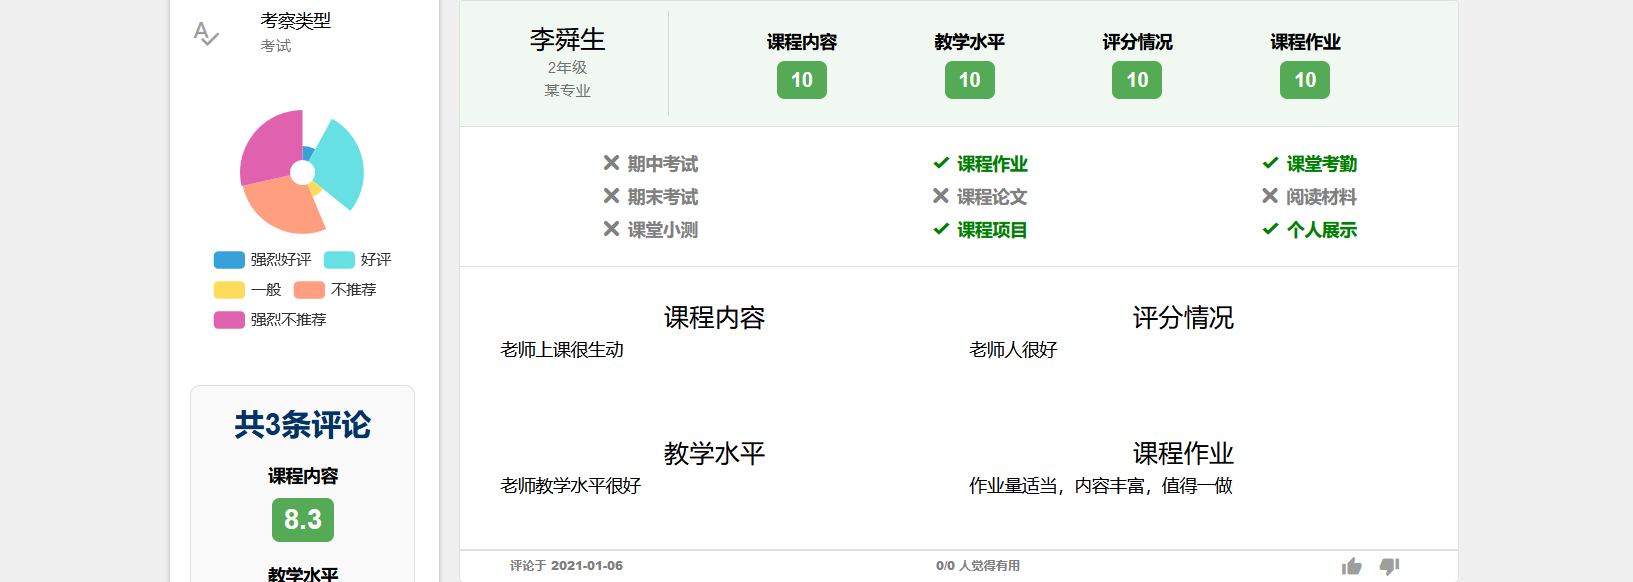 考察类型
考试
强烈好评 好评
一般 不推荐
强烈不推荐
共3条评论
课程内容
8.3
教学水平
李舜生
2年级
某专业
课程内容 教学水平 评分情况 课程作业
10 10 10 10
期中考试 课程作业 课堂考勤
期末考试 课程论文 阅读材料
课堂小测 课程项目 个人展示
课程内容 评分情况
老师上课很生动 老师人很好
教学水平 课程作业
老师教学水平很好 作业量适当，内容丰富，值得一做
评论于 2021-01-06 0/0 人觉得有用